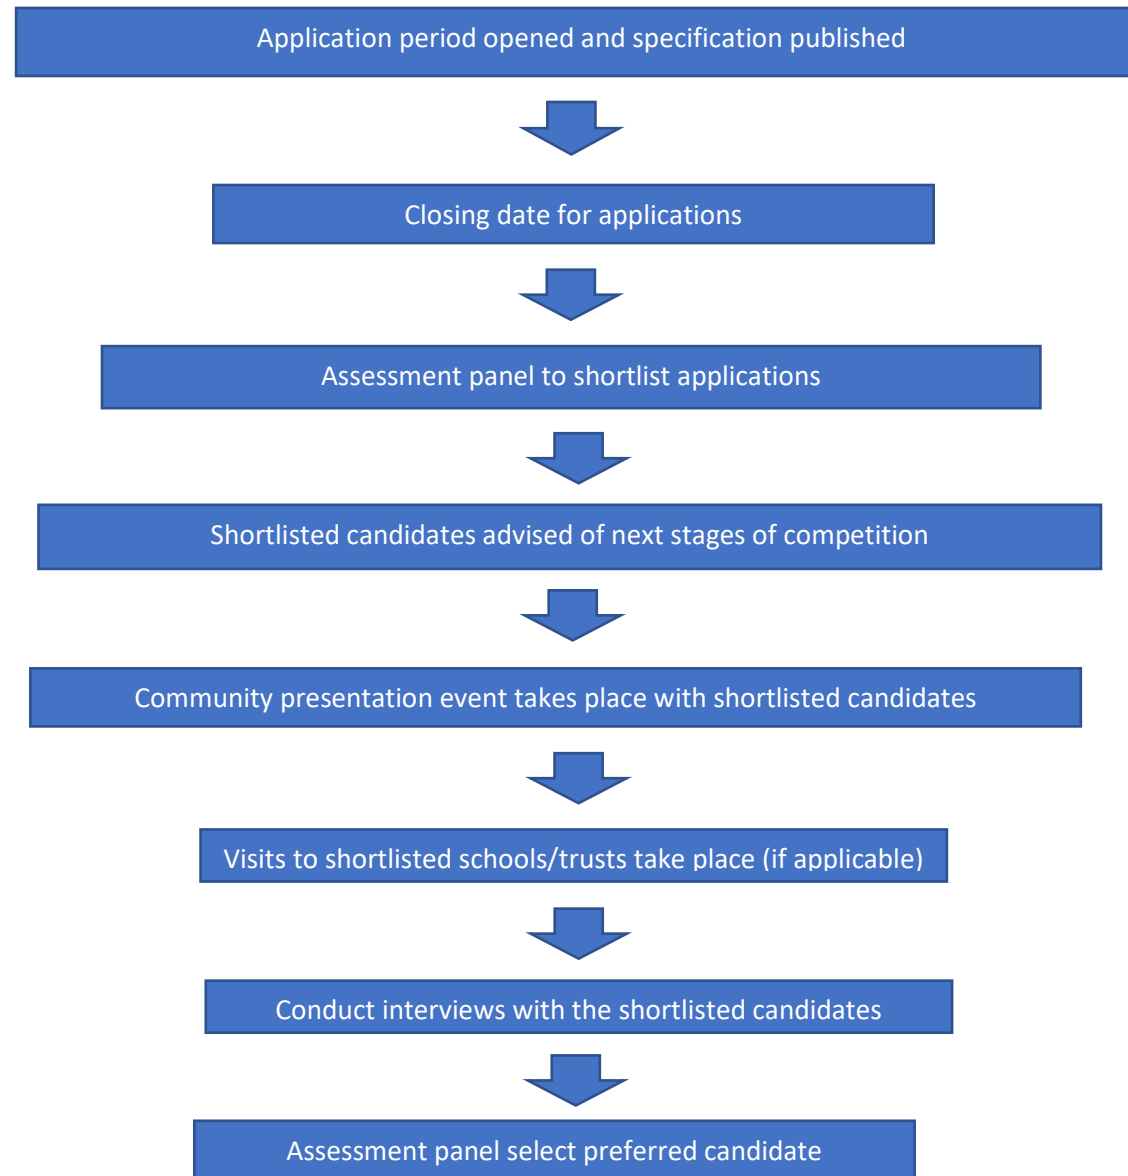 Application period opened and specification published
Closing date for applications
Assessment panel to shortlist applications
Shortlisted candidates advised of next stages of competition
Community presentation event takes place with shortlisted candidates
Visits to shortlisted schools/trusts take place (if applicable)
Conduct interviews with the shortlisted candidates
Assessment panel select preferred candidate